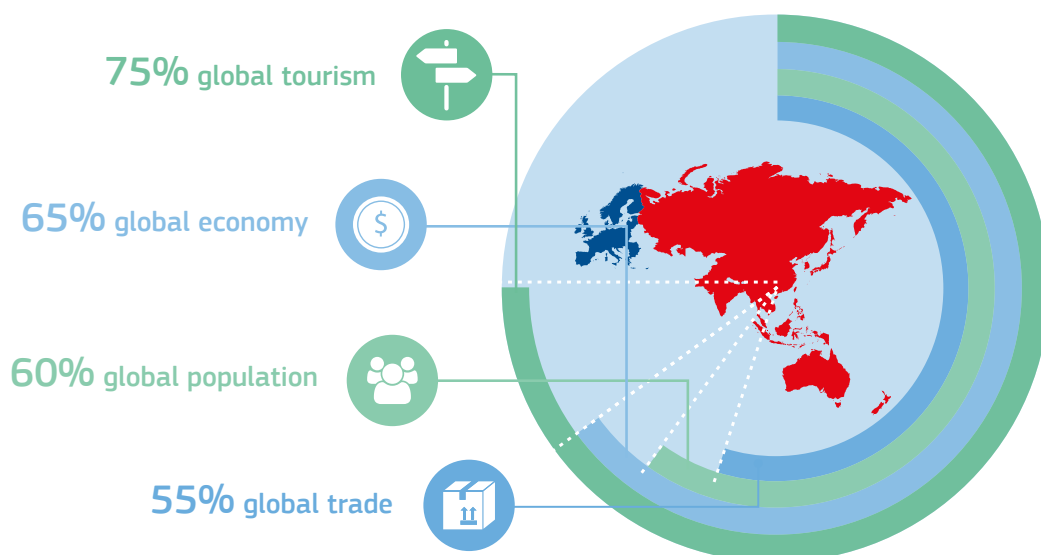 75% global tourism
$
65% global economy
60% global population
55% global trade